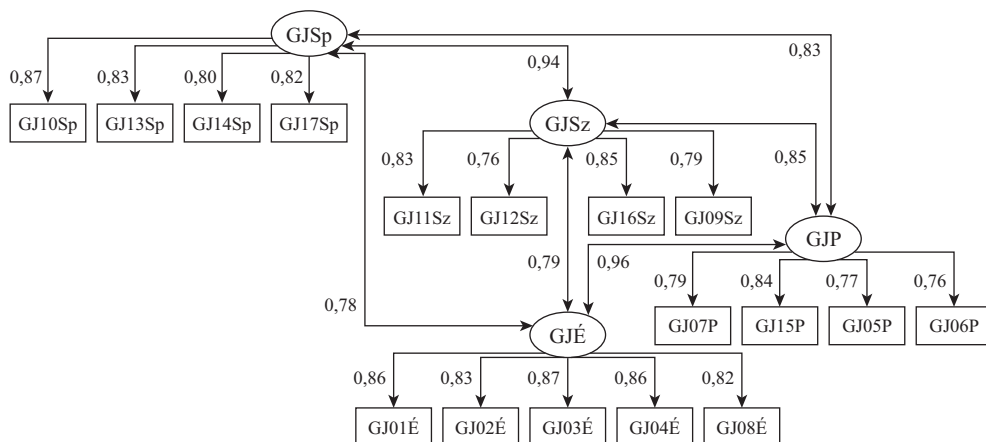 GJSp
0,83
0,87
0,83
0,80
0,82
0,94
GJ10Sp
GJ13Sp
GJ14Sp
GJ17Sp
GJSz
0,83
0,76
0,85
0,79
0,85
GJ11Sz
GJ12Sz
GJ16Sz
GJ09Sz
GJP
0,79
0,96
0,79
0,84
0,77
0,76
0,78
GJ07P
GJ15P
GJ05P
GJ06P
GJÉ
0,86
0,83
0,87
0,86
0,82
GJ01É
GJ02É
GJ03É
GJ04É
GJ08É